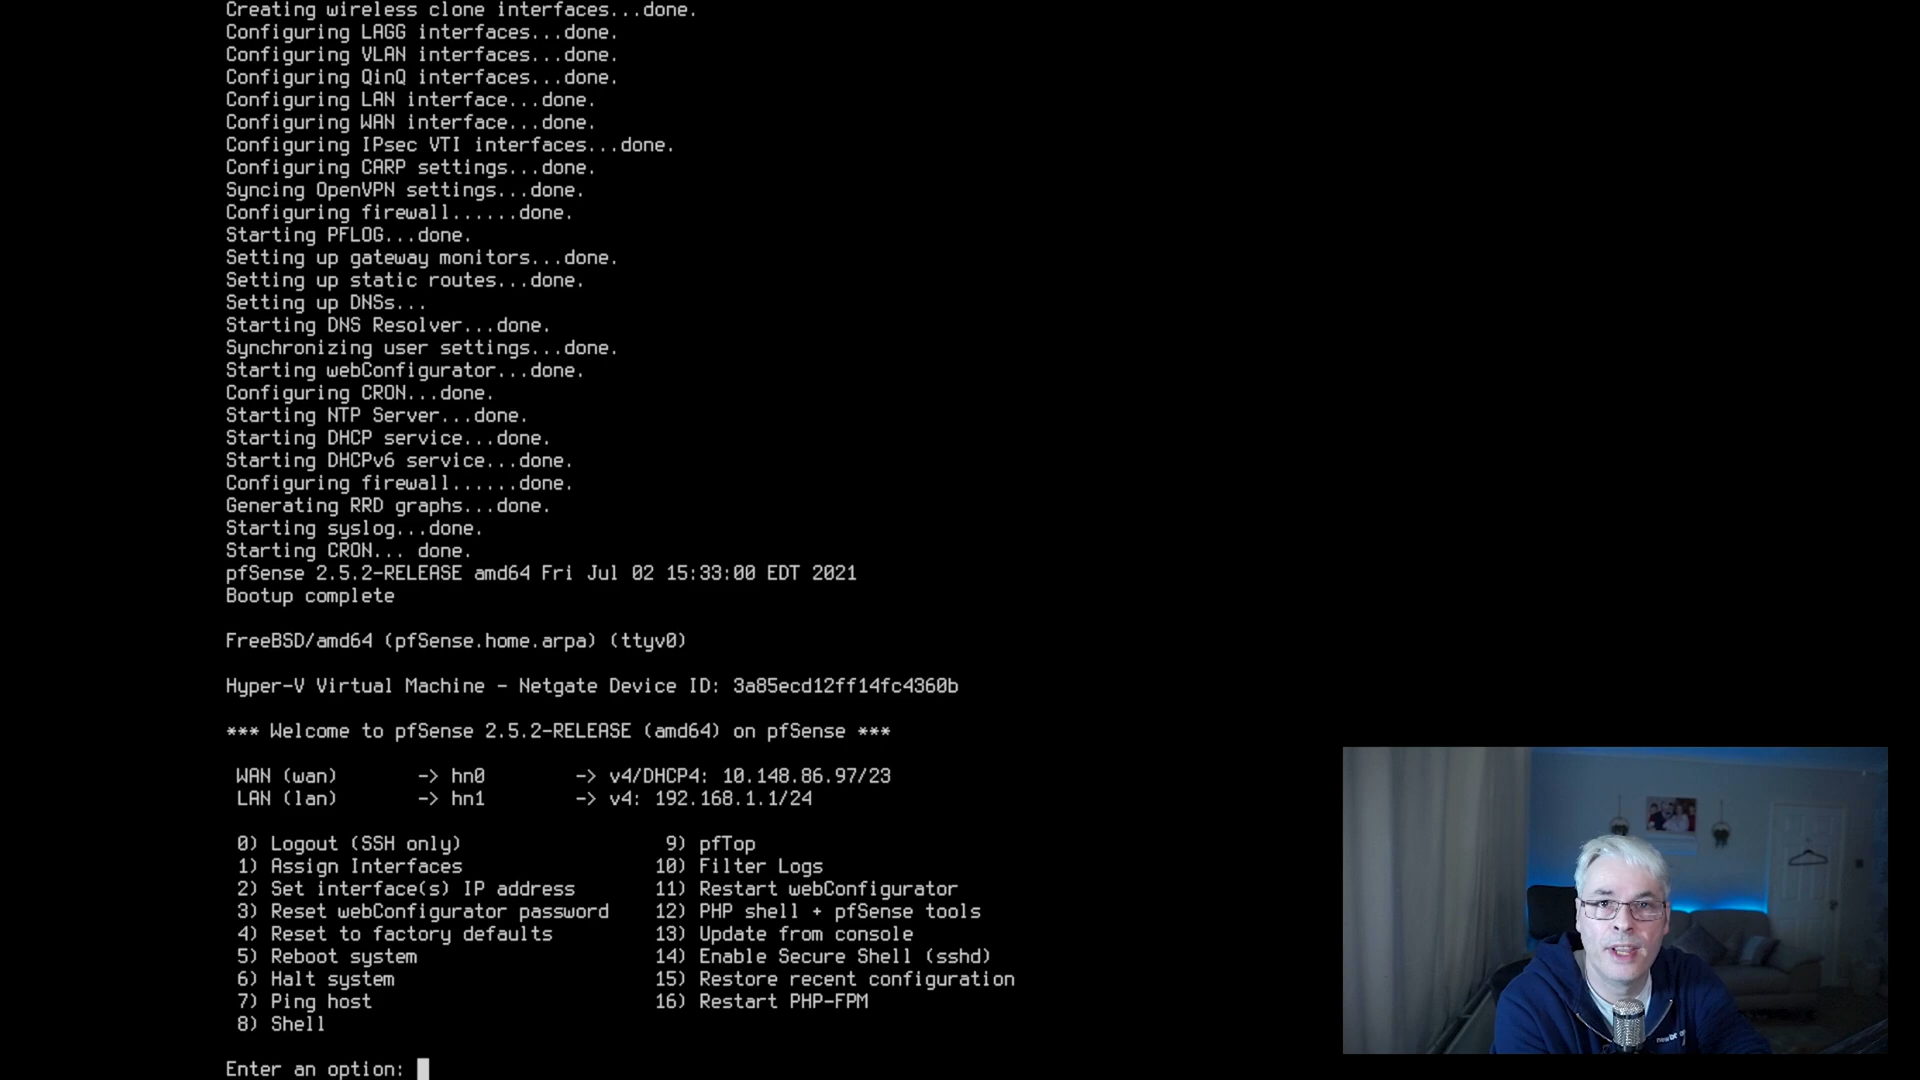 Creating wireless clone interfaces...done.
Configuring LAGG interfaces...done.
Configuring VLAN interfaces...done.
Configuring QinQ interfaces...done.
Configuring LAN interface...done.
Configuring WAN interface...done.
Configuring IPsec VTI interfaces...done.
Configuring CARP settings...done.
Syncing OpenVPN settings...done.
Configuring firewall......done.
Starting PFLOG...done.
Setting up gateway monitors...done.
Setting up static routes...done.
Setting up DNSs...
Starting DNS Resolver...done.
Synchronizing user settings...done.
Starting webConfigurator...done.
Configuring CRON...done.
Starting NTP Server...done.
Starting DHCP service...done.
Starting DHCPv6 service...done.
Configuring firewall......done.
Generating RRD graphs...done.
Starting syslog...done.
Starting CRON... done.
pfSense 2.5.2-RELEASE amd64 Fri Jul 02 15:33:00 EDT 2021
Bootup complete
FreeBSD/amd64 (pfSense.home.arpa) (ttyv0)
Hyper-V Virtual Machine - Netgate Device ID: 3a85ecd12ff14fc4360b
*** Welcome to pfSense 2.5.2-RELEASE (amd64) on pfSense ***
WAN (wan) -> hn0 -> v4/DHCP4: 10.148.86.97/23
LAN (lan) -> hn1 -> v4: 192.168.1.1/24
0) Logout (SSH only) 9) pfTop
1) Assign Interfaces 10) Filter Logs
2) Set interface(s) IP address 11) Restart webConfigurator
3) Reset webConfigurator password 12) PHP shell + pfSense tools
4) Reset to factory defaults 13) Update from console
5) Reboot system 14) Enable Secure Shell (sshd)
6) Halt system 15) Restore recent configuration
7) Ping host 16) Restart PHP-FPM
8) Shell
Enter an option: